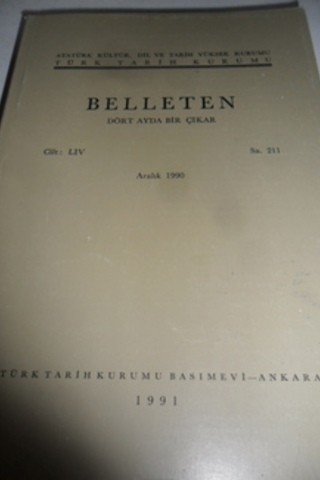 ATATÜRK KÜLTÜR, DİL VE TARİH YÜKSEK KURUMU
TÜRK TARİH KURUMU
BELLETEN
DÖRT AYDA BİR ÇIKAR
Cilt: LIV Sa. 211
Aralık 1990
TÜRK TARİH KURUMU BASIMEVİ—ANKARA
1991